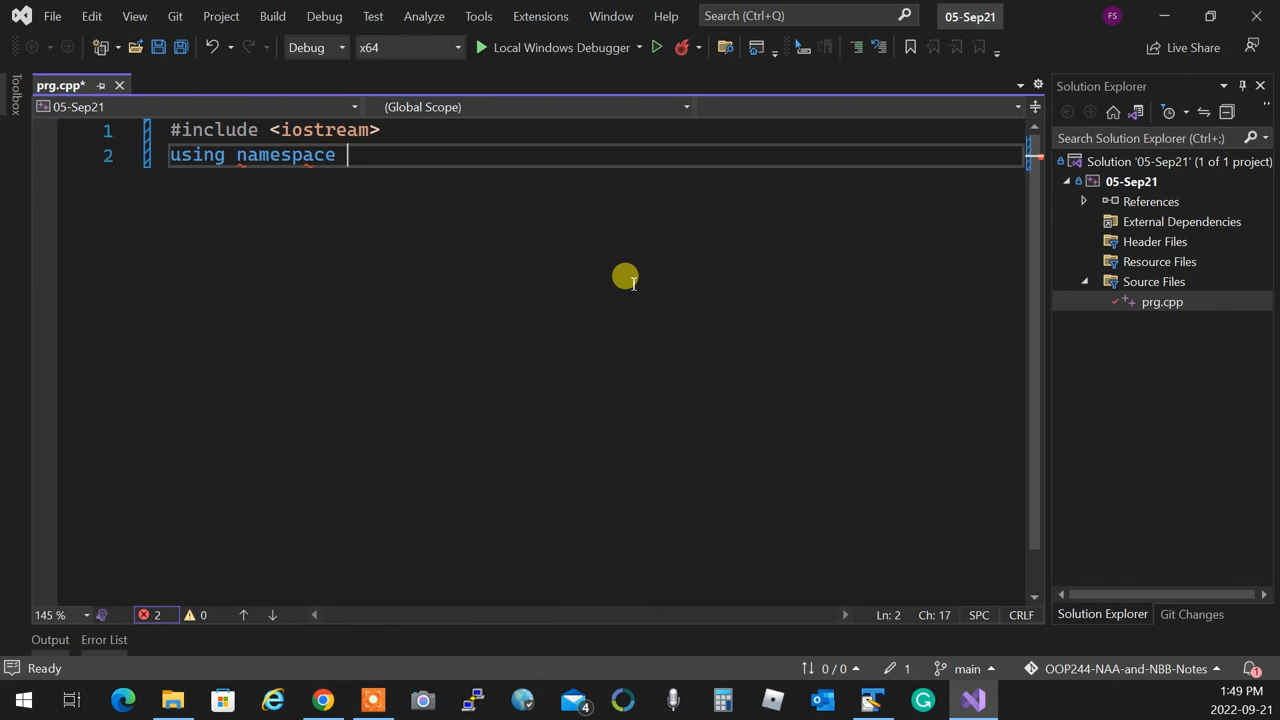 File Edit View Git Project Build Debug Test Analyze Tools Extensions Window Help Search (Ctrl+Q) 05-Sep21 FS
Debug x64 Local Windows Debugger Live Share
Toolbox
prg.cpp*
05-Sep21 (Global Scope)
1 #include <iostream>
2 using namespace
Solution Explorer
Search Solution Explorer (Ctrl+;)
Solution '05-Sep21' (1 of 1 project)
05-Sep21
References
External Dependencies
Header Files
Resource Files
Source Files
prg.cpp
145 % 2 0 Ln: 2 Ch: 17 SPC CRLF
Solution Explorer Git Changes
Output Error List
Ready 0 / 0 1 main OOP244-NAA-and-NBB-Notes 1
4
1:49 PM
2022-09-21